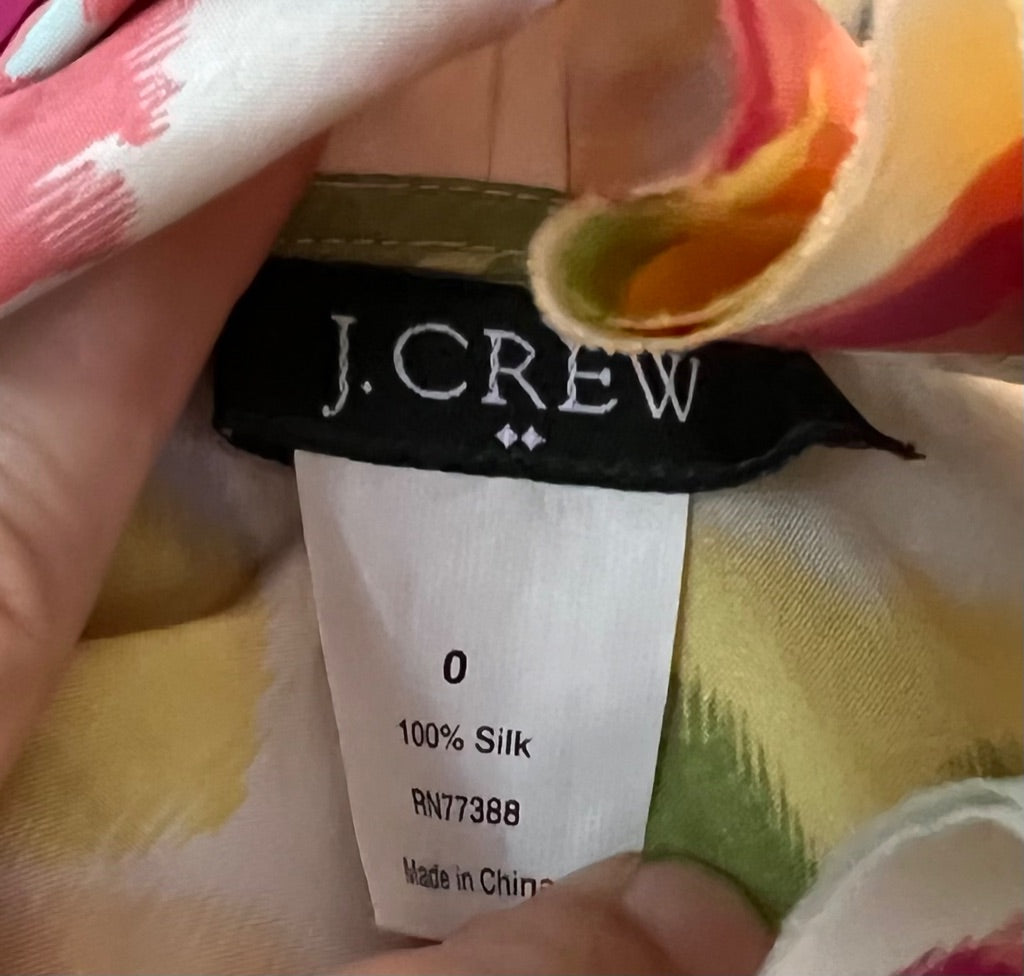 J. CREW
0
100% Silk
RN77388
Made in China